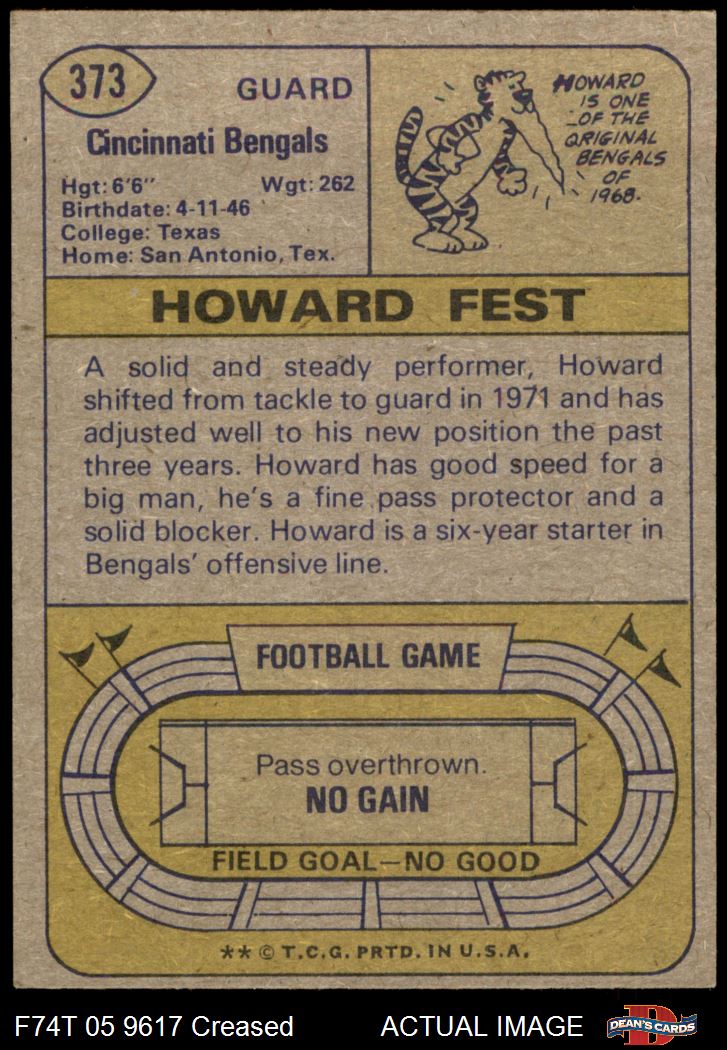 373
GUARD
Cincinnati Bengals
Hgt: 6'6" Wgt: 262
Birthdate: 4-11-46
College: Texas
Home: San Antonio, Tex.
HOWARD
IS ONE
OF THE
ORIGINAL
BENGALS
OF
1968.
HOWARD FEST
A solid and steady performer, Howard
shifted from tackle to guard in 1971 and has
adjusted well to his new position the past
three years. Howard has good speed for a
big man, he's a fine pass protector and a
solid blocker. Howard is a six-year starter in
Bengals' offensive line.
FOOTBALL GAME
Pass overthrown.
NO GAIN
FIELD GOAL—NO GOOD
** © T.C.G. PRTD. IN U.S.A.
F74T 05 9617 Creased ACTUAL IMAGE
D
DEAN'S CARDS